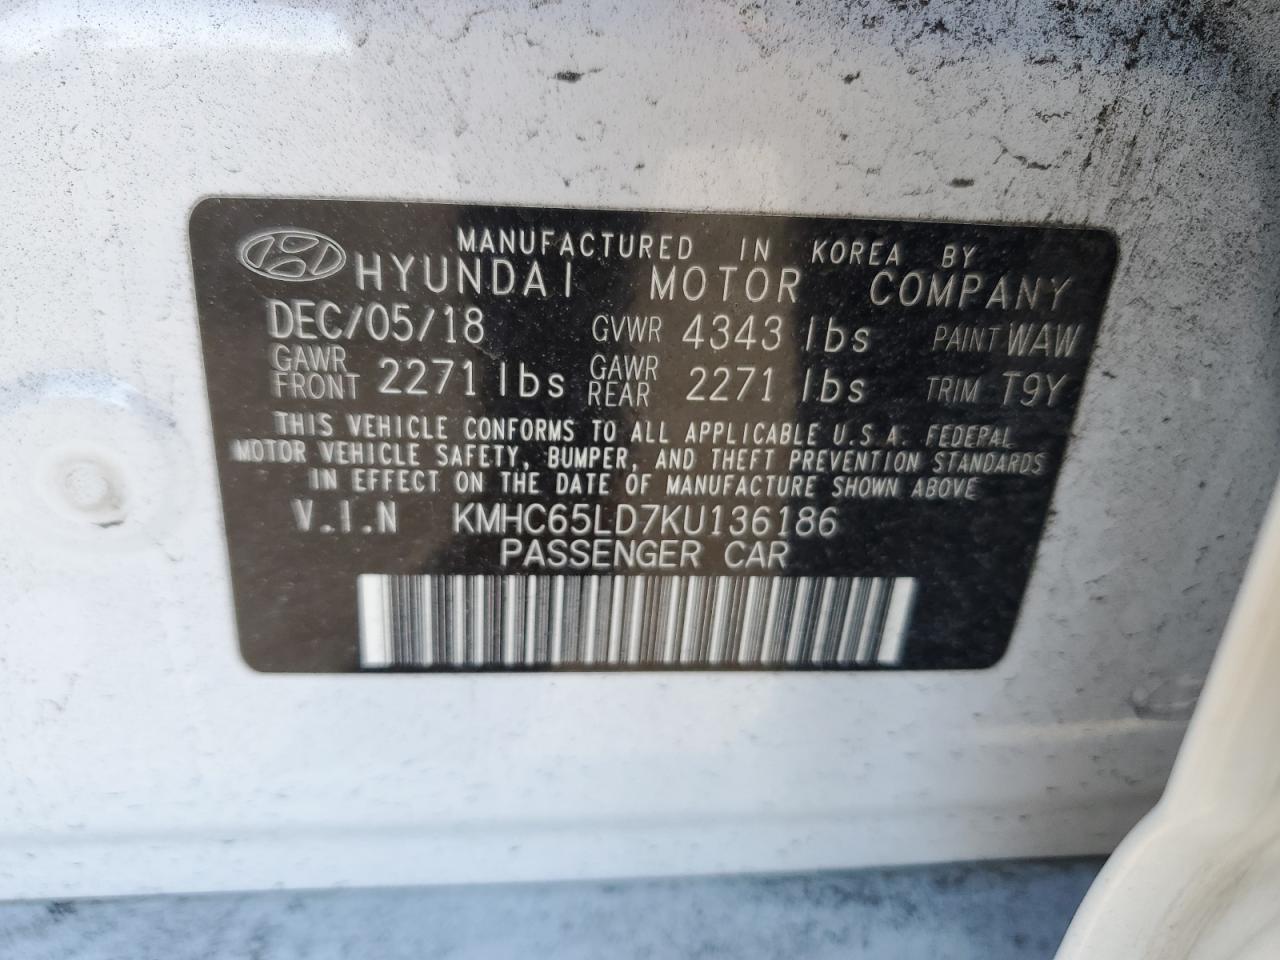 MANUFACTURED IN KOREA BY
HYUNDAI MOTOR COMPANY
DEC/05/18 GVWR 4343 lbs PAINT WAW
GAWR FRONT 2271 lbs GAWR REAR 2271 lbs TRIM T9Y
THIS VEHICLE CONFORMS TO ALL APPLICABLE U.S.A. FEDERAL
MOTOR VEHICLE SAFETY, BUMPER, AND THEFT PREVENTION STANDARDS
IN EFFECT ON THE DATE OF MANUFACTURE SHOWN ABOVE
V.I.N KMHC65LD7KU136186
PASSENGER CAR